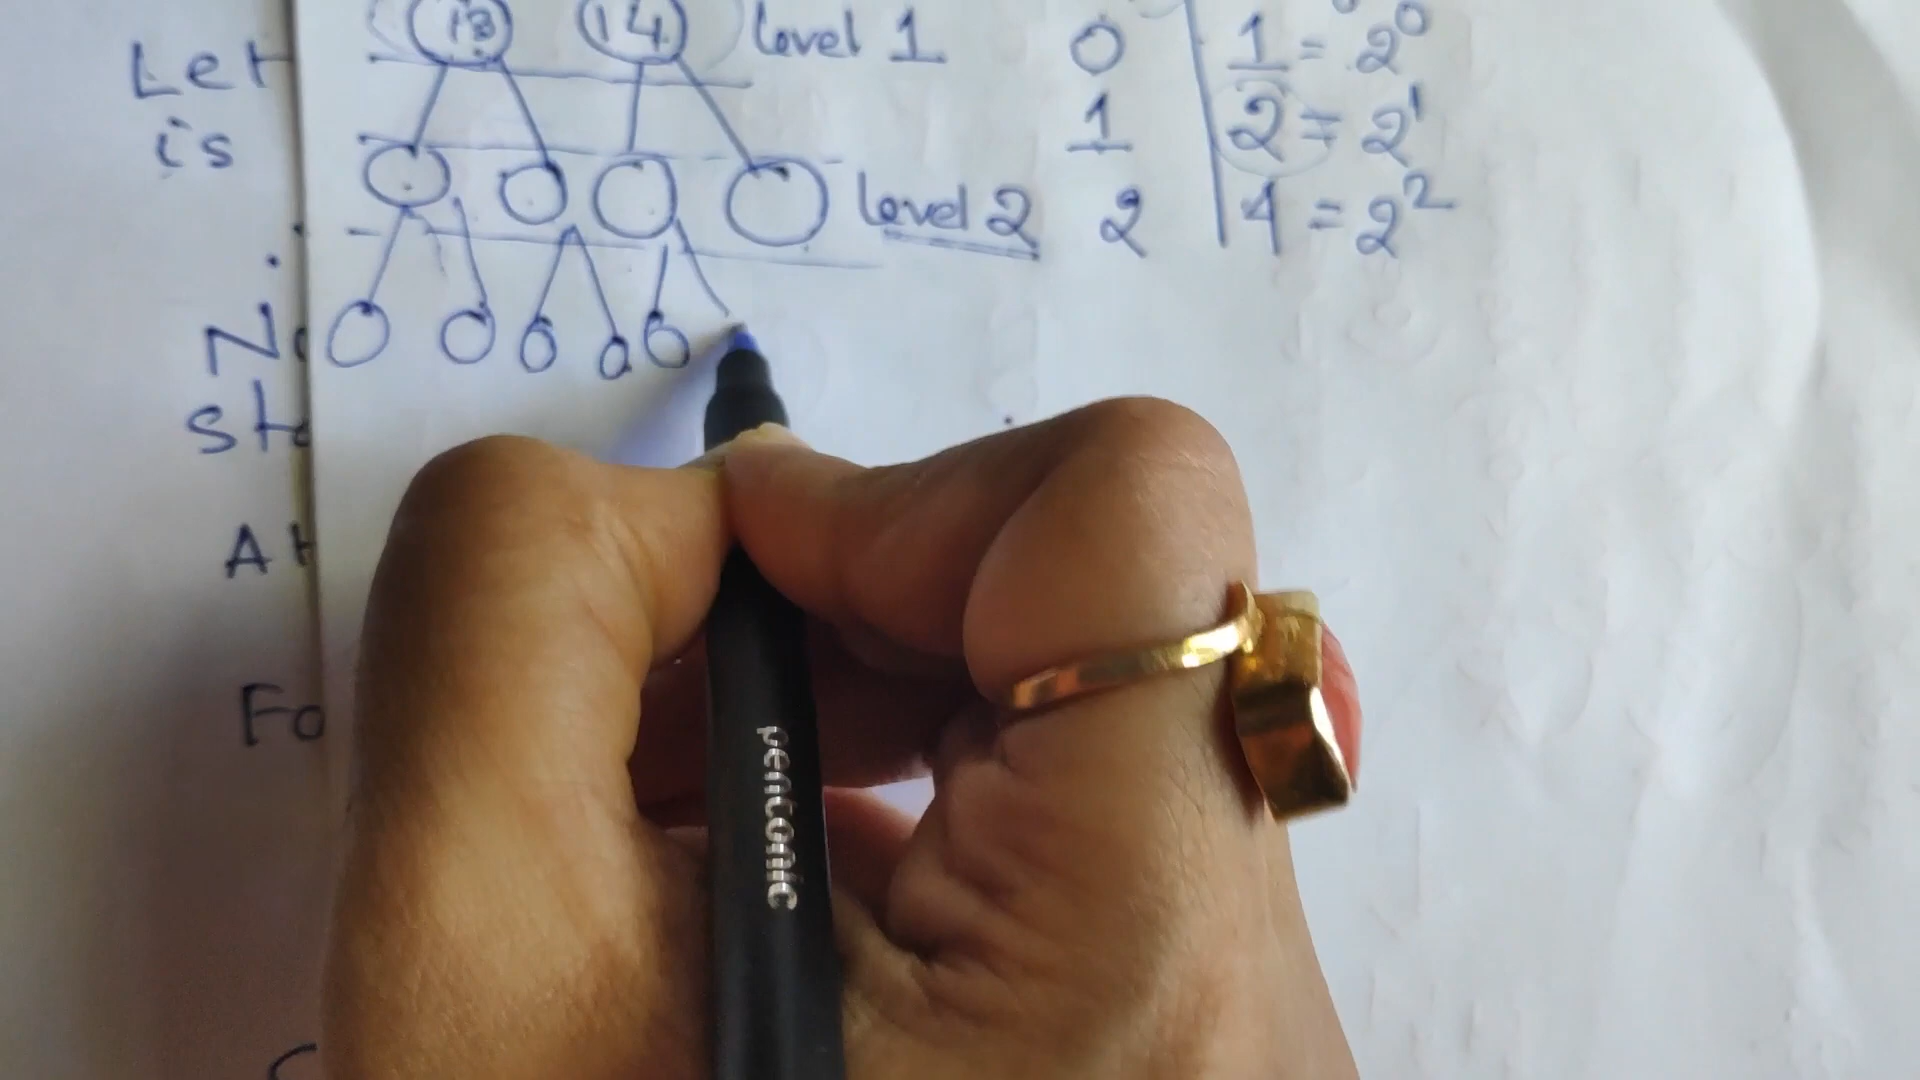 13 14 level 1 0 1 = 2⁰
Let
1 2 = 2¹
is
level 2 2 4 = 2²
pentonic